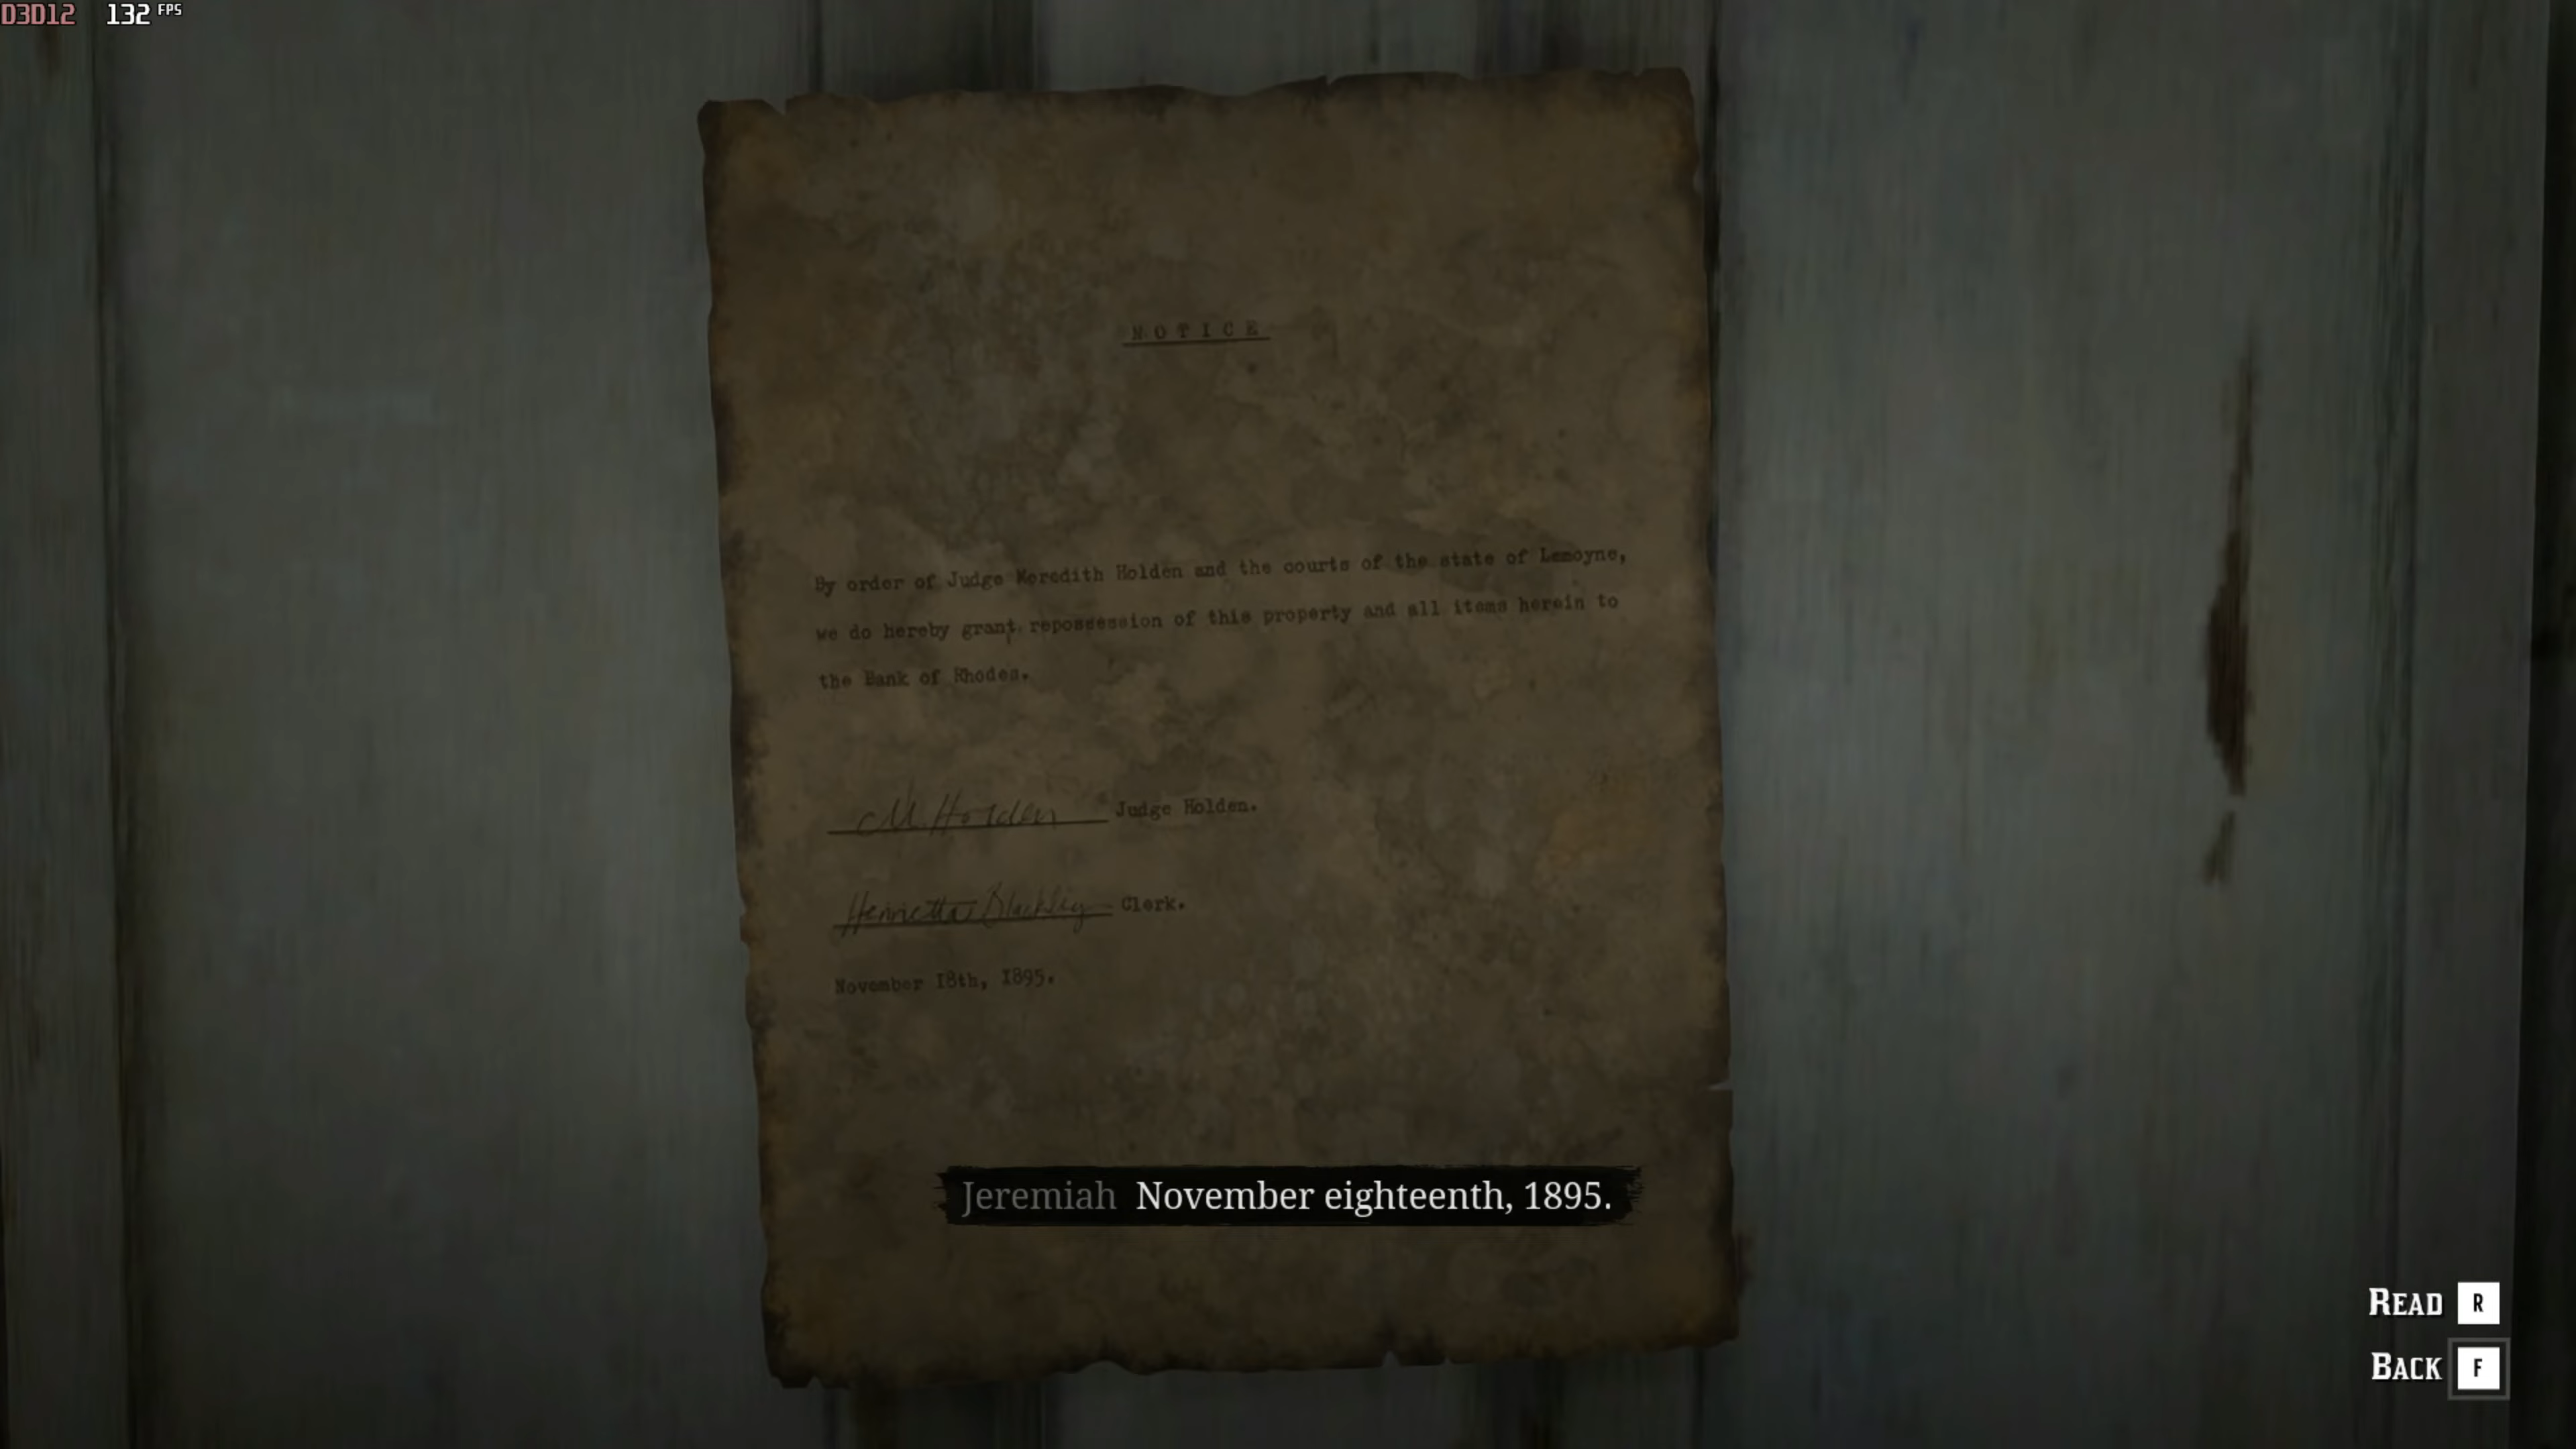 D3D12 132 FPS
NOTICE
By order of Judge Meredith Holden and the courts of the state of Lemoyne,
we do hereby grant repossession of this property and all items herein to
the Bank of Rhodes.
M. Holden Judge Holden.
Henrietta Blackley Clerk.
November 18th, 1895.
Jeremiah November eighteenth, 1895.
READ R
BACK F